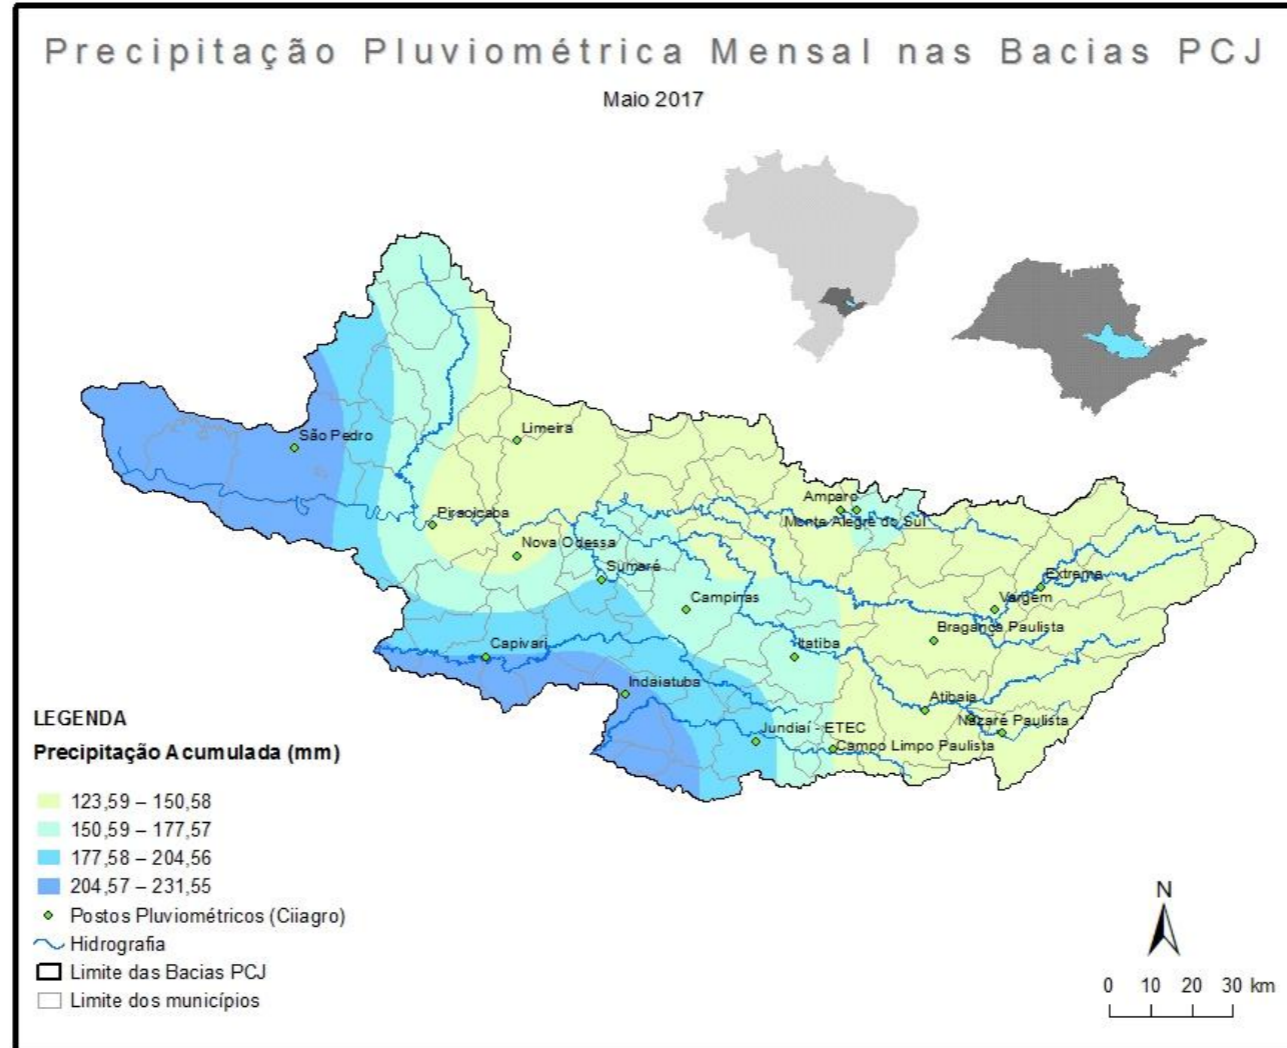 Precipitação Pluviométrica Mensal nas Bacias PCJ
Maio 2017
São Pedro
Limeira
Piracicaba
Nova Odessa
Sumaré
Amparo
Monte Alegre do Sul
Extrema
Vargem
Campinas
Bragança Paulista
Capivari
Itatiba
Indaiatuba
Atibaia
Nazaré Paulista
Jundiaí - ETEC
Campo Limpo Paulista
LEGENDA
Precipitação Acumulada (mm)
123,59 – 150,58
150,59 – 177,57
177,58 – 204,56
204,57 – 231,55
Postos Pluviométricos (Ciiagro)
Hidrografia
Limite das Bacias PCJ
Limite dos municípios
N
0 10 20 30 km